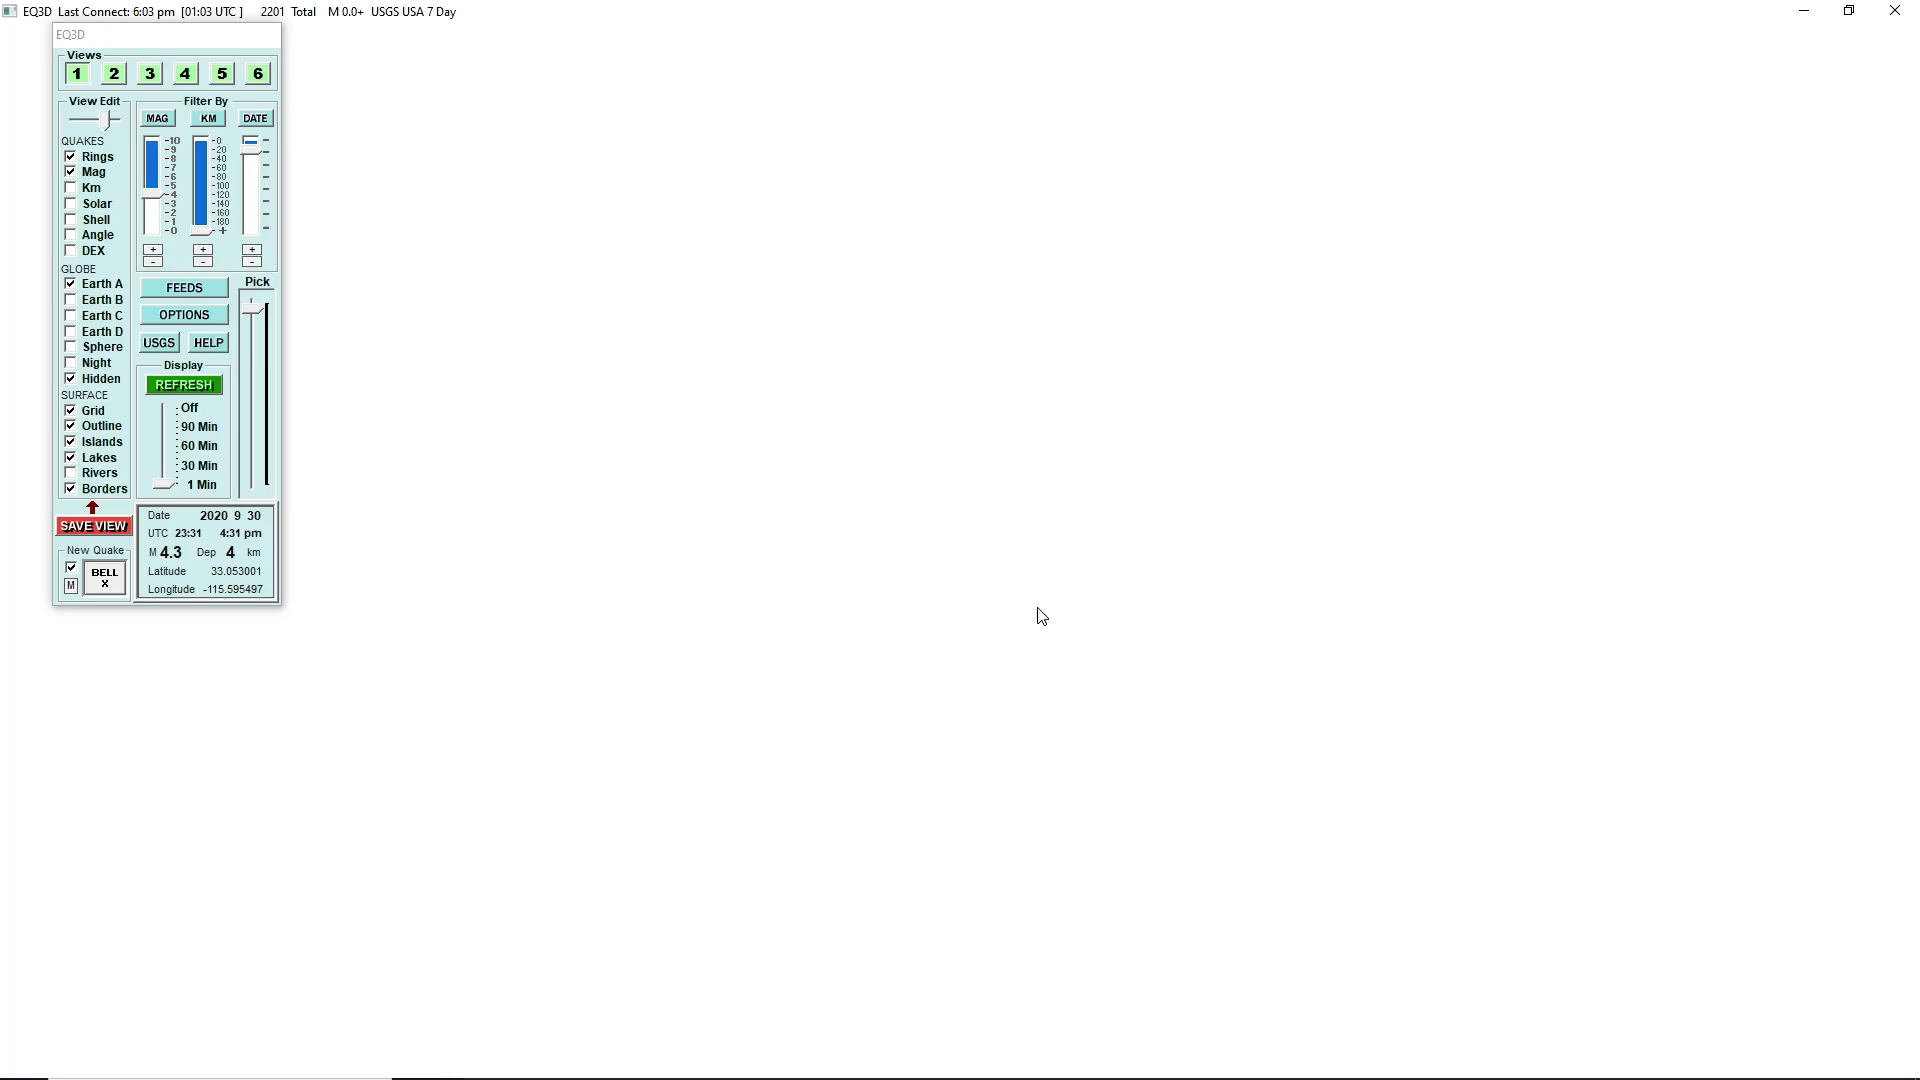 EQ3D Last Connect: 6:03 pm [01:03 UTC ] 2201 Total M 0.0+ USGS USA 7 Day
EQ3D
Views
1 2 3 4 5 6
View Edit
QUAKES
Rings
Mag
Km
Solar
Shell
Angle
DEX
GLOBE
Earth A
Earth B
Earth C
Earth D
Sphere
Night
Hidden
SURFACE
Grid
Outline
Islands
Lakes
Rivers
Borders
SAVE VIEW
New Quake
M
BELL
X
Filter By
MAG KM DATE
-10 -0
-9 -20
-8 -40
-7 -60
-6 -80
-5 -100
-4 -120
-3 -140
-2 -160
-1 -180
-0 -+
+ + +
- - -
FEEDS
OPTIONS
USGS HELP
Pick
Display
REFRESH
Off
90 Min
60 Min
30 Min
1 Min
Date 2020 9 30
UTC 23:31 4:31 pm
M 4.3 Dep 4 km
Latitude 33.053001
Longitude -115.595497